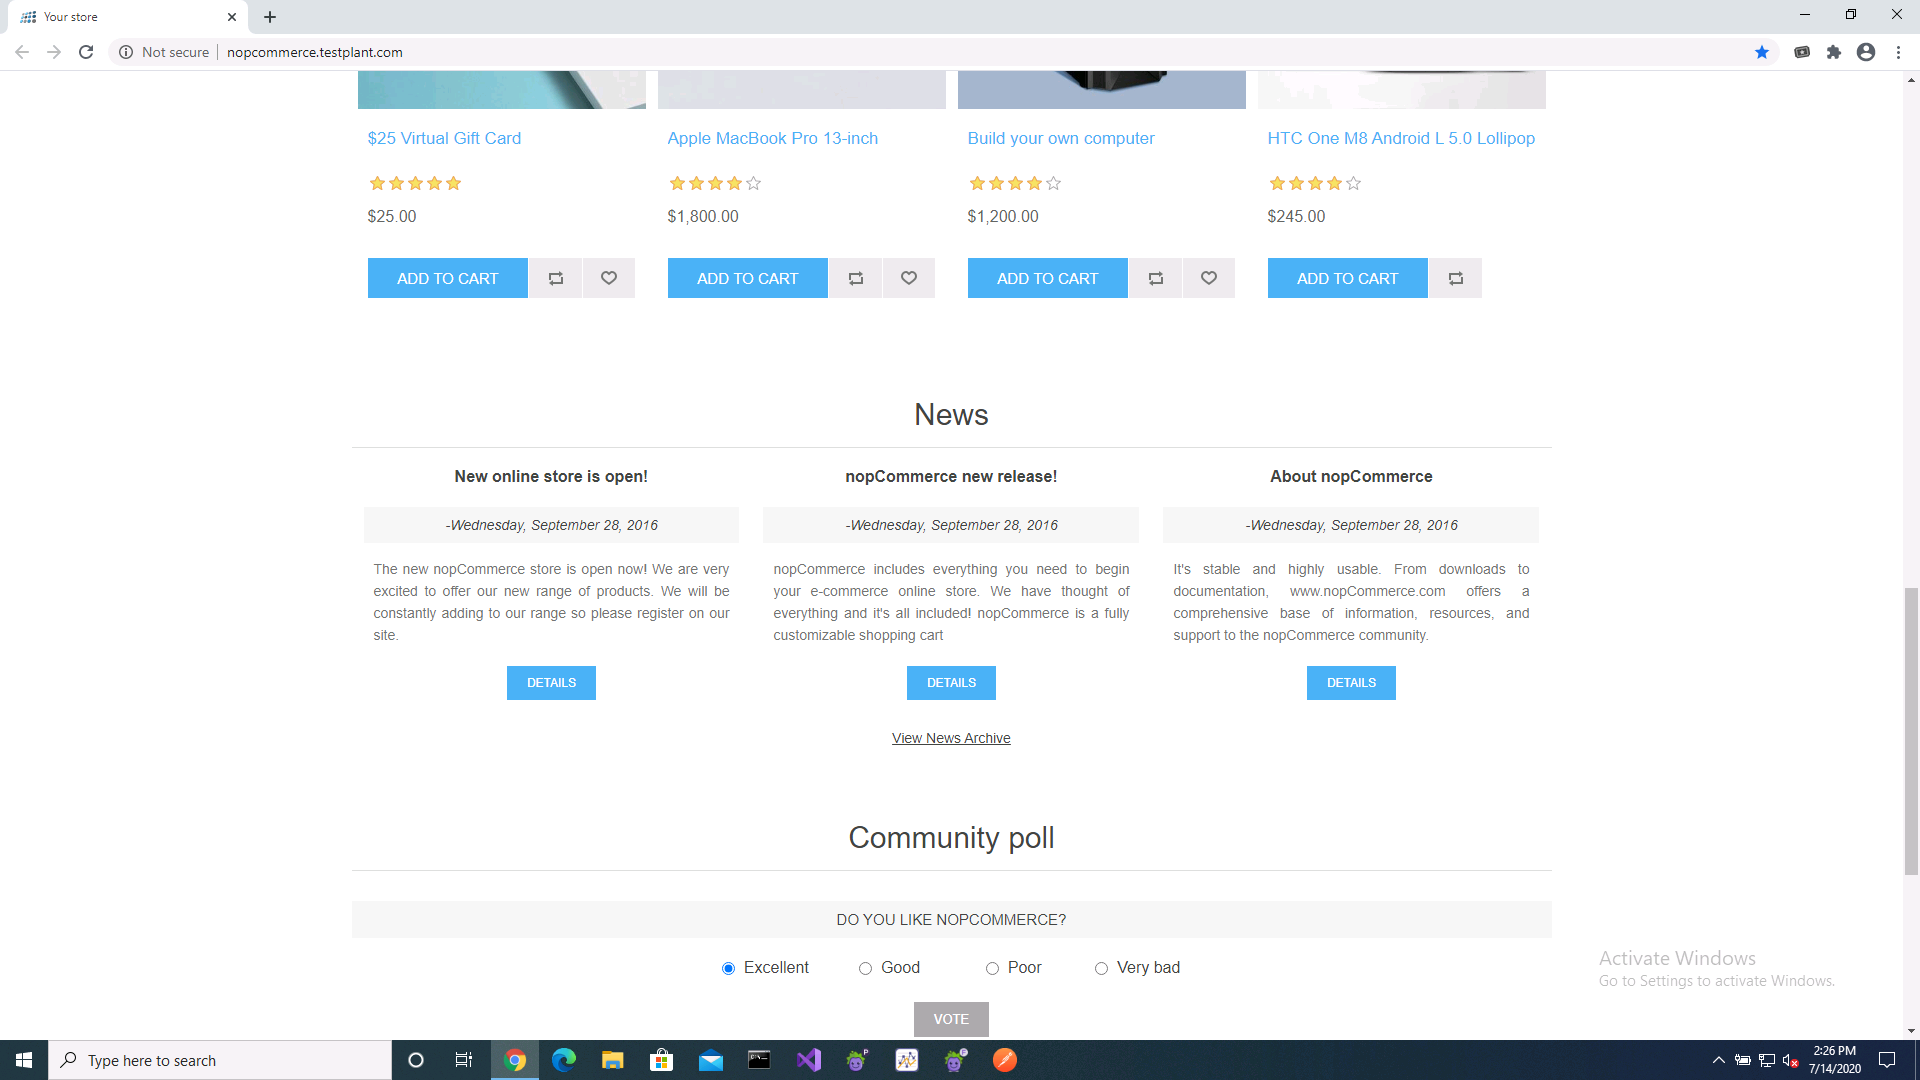 Your store
Not secure nopcommerce.testplant.com
$25 Virtual Gift Card
Apple MacBook Pro 13-inch
Build your own computer
HTC One M8 Android L 5.0 Lollipop
$25.00
$1,800.00
$1,200.00
$245.00
ADD TO CART
ADD TO CART
ADD TO CART
ADD TO CART
News
New online store is open!
-Wednesday, September 28, 2016
The new nopCommerce store is open now! We are very
excited to offer our new range of products. We will be
constantly adding to our range so please register on our
site.
DETAILS
nopCommerce new release!
-Wednesday, September 28, 2016
nopCommerce includes everything you need to begin
your e-commerce online store. We have thought of
everything and it's all included! nopCommerce is a fully
customizable shopping cart
DETAILS
About nopCommerce
-Wednesday, September 28, 2016
It's stable and highly usable. From downloads to
documentation, www.nopCommerce.com offers a
comprehensive base of information, resources, and
support to the nopCommerce community.
DETAILS
View News Archive
Community poll
DO YOU LIKE NOPCOMMERCE?
Excellent Good Poor Very bad
VOTE
Activate Windows
Go to Settings to activate Windows.
Type here to search
2:26 PM
7/14/2020